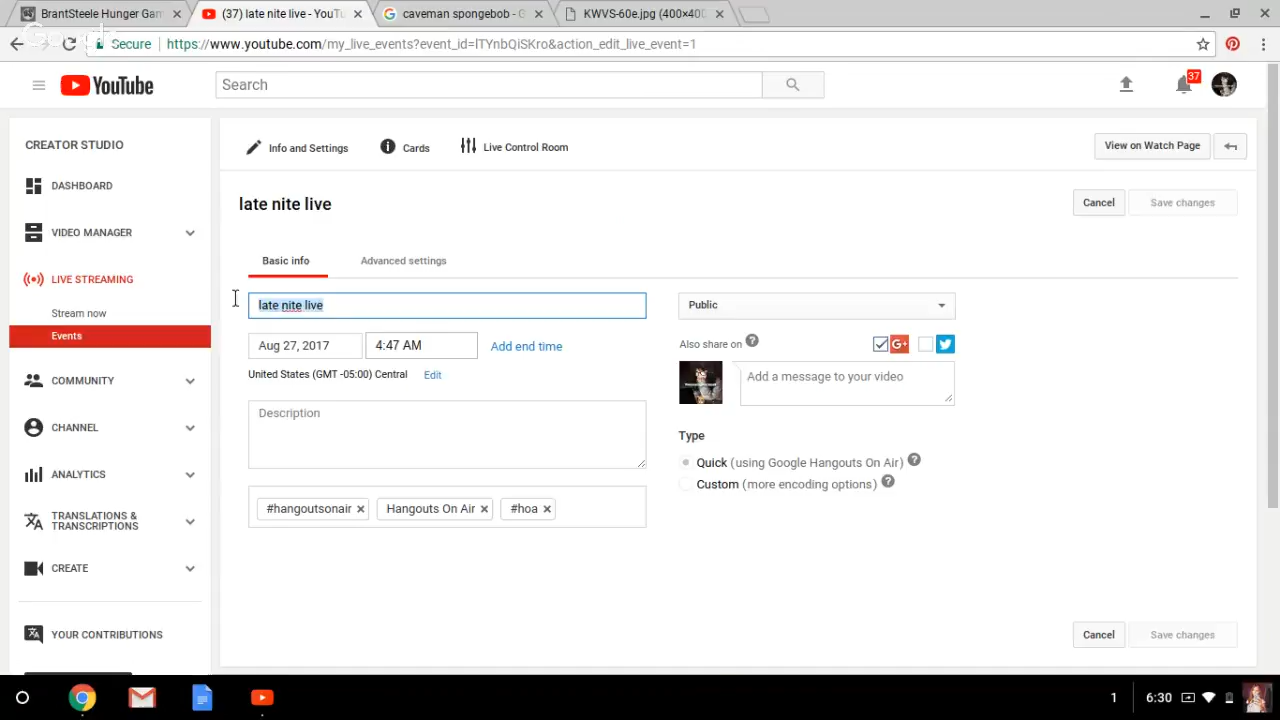 BrantSteele Hunger Gam
(37) late nite live - YouTu
caveman spongebob - G
KWVS-60e.jpg (400×400
Google
Secure
https://www.youtube.com/my_live_events?event_id=lTYnbQiSKro&action_edit_live_event=1
YouTube
Search
37
CREATOR STUDIO
DASHBOARD
VIDEO MANAGER
LIVE STREAMING
Stream now
Events
COMMUNITY
CHANNEL
ANALYTICS
TRANSLATIONS &
TRANSCRIPTIONS
CREATE
YOUR CONTRIBUTIONS
Info and Settings
Cards
Live Control Room
View on Watch Page
late nite live
Cancel
Save changes
Basic info
Advanced settings
late nite live
Public
Aug 27, 2017
4:47 AM
Add end time
Also share on
G+
United States (GMT -05:00) Central
Edit
Add a message to your video
Description
Type
Quick (using Google Hangouts On Air)
Custom (more encoding options)
#hangoutsonair
Hangouts On Air
#hoa
Cancel
Save changes
1
6:30